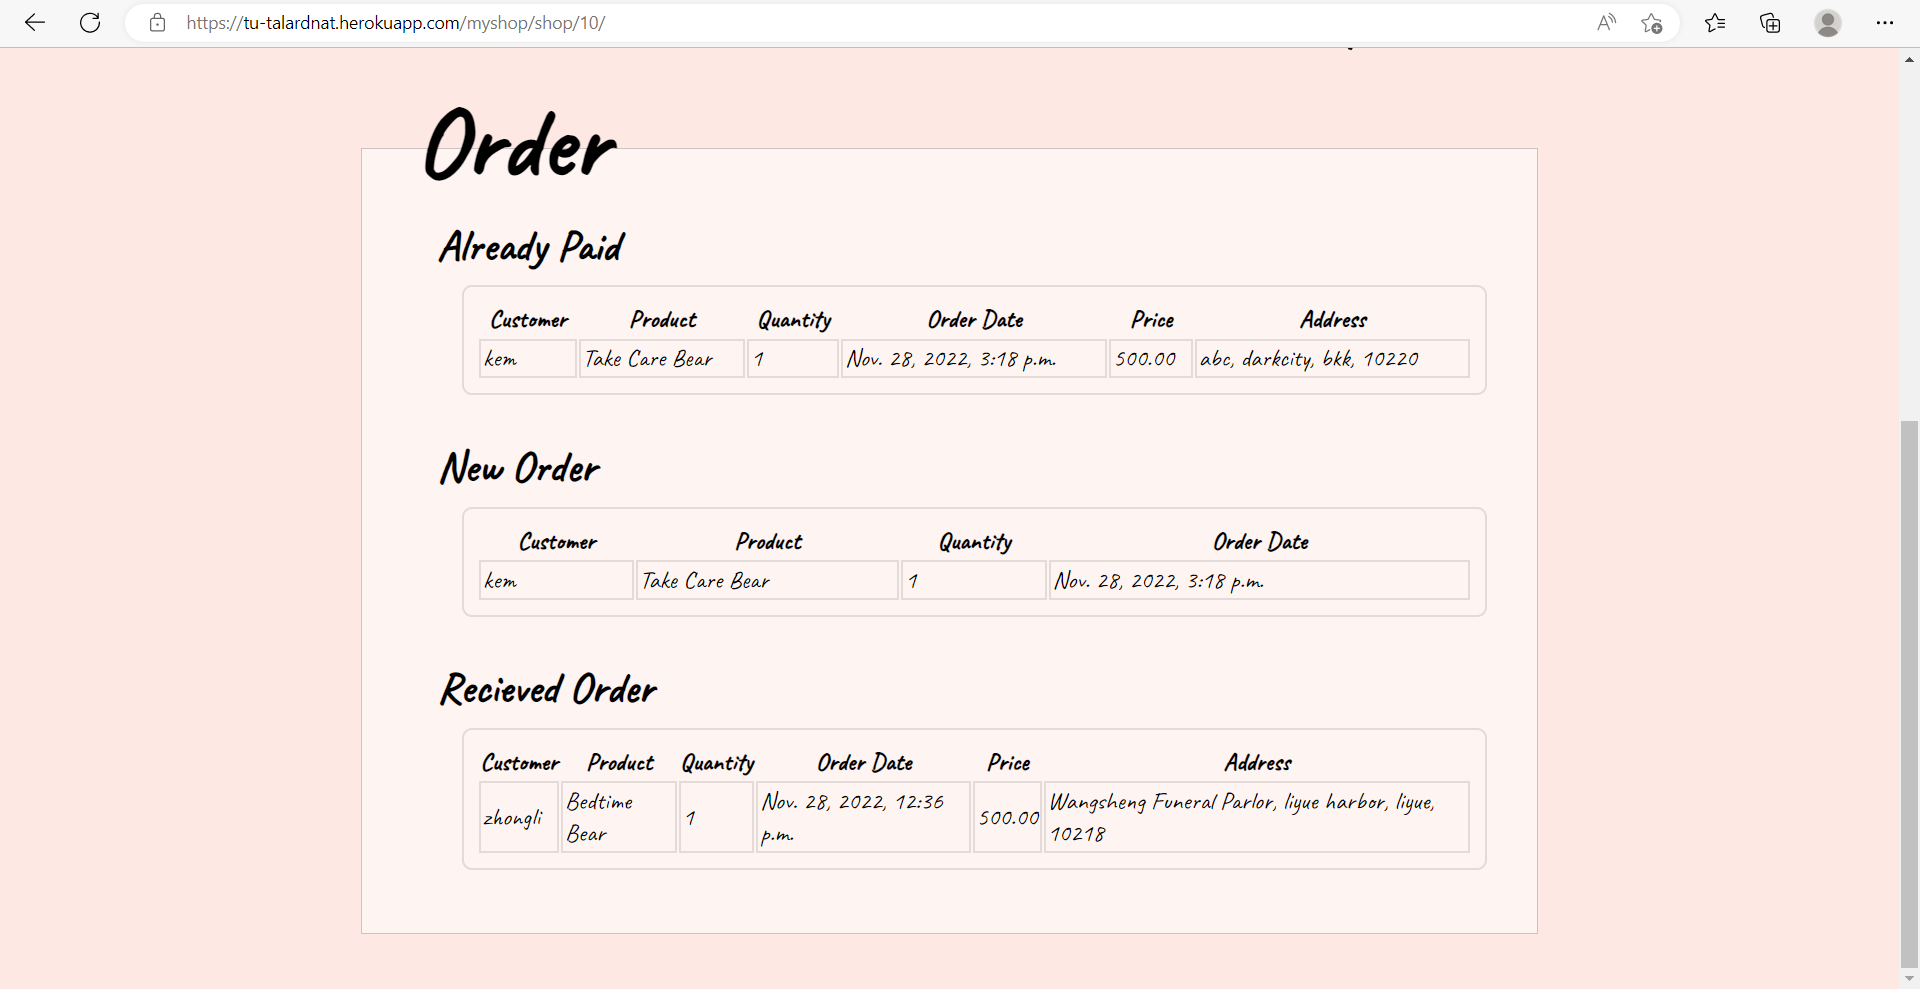 https://tu-talardnat.herokuapp.com/myshop/shop/10/
Order
Already Paid
Customer Product Quantity Order Date Price Address
kem Take Care Bear 1 Nov. 28, 2022, 3:18 p.m. 500.00 abc, darkcity, bkk, 10220
New Order
Customer Product Quantity Order Date
kem Take Care Bear 1 Nov. 28, 2022, 3:18 p.m.
Recieved Order
Customer Product Quantity Order Date Price Address
zhongli Bedtime Bear 1 Nov. 28, 2022, 12:36 p.m. 500.00 Wangsheng Funeral Parlor, liyue harbor, liyue, 10218